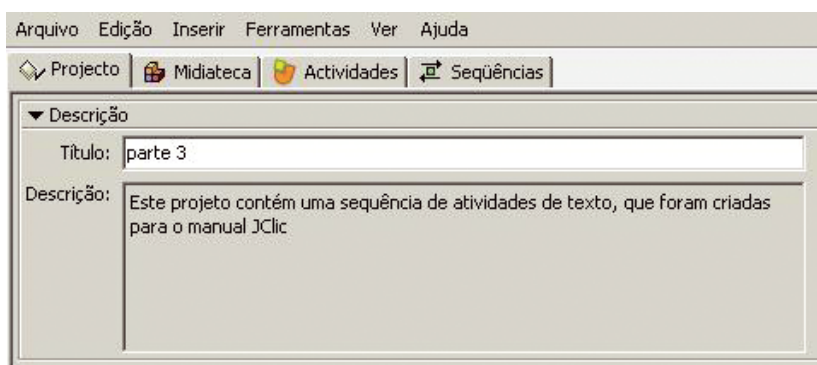 Arquivo Edição Inserir Ferramentas Ver Ajuda
Projecto Midiateca Actividades Seqüências
Descrição
Título: parte 3
Descrição: Este projeto contém uma sequência de atividades de texto, que foram criadas
para o manual JClic